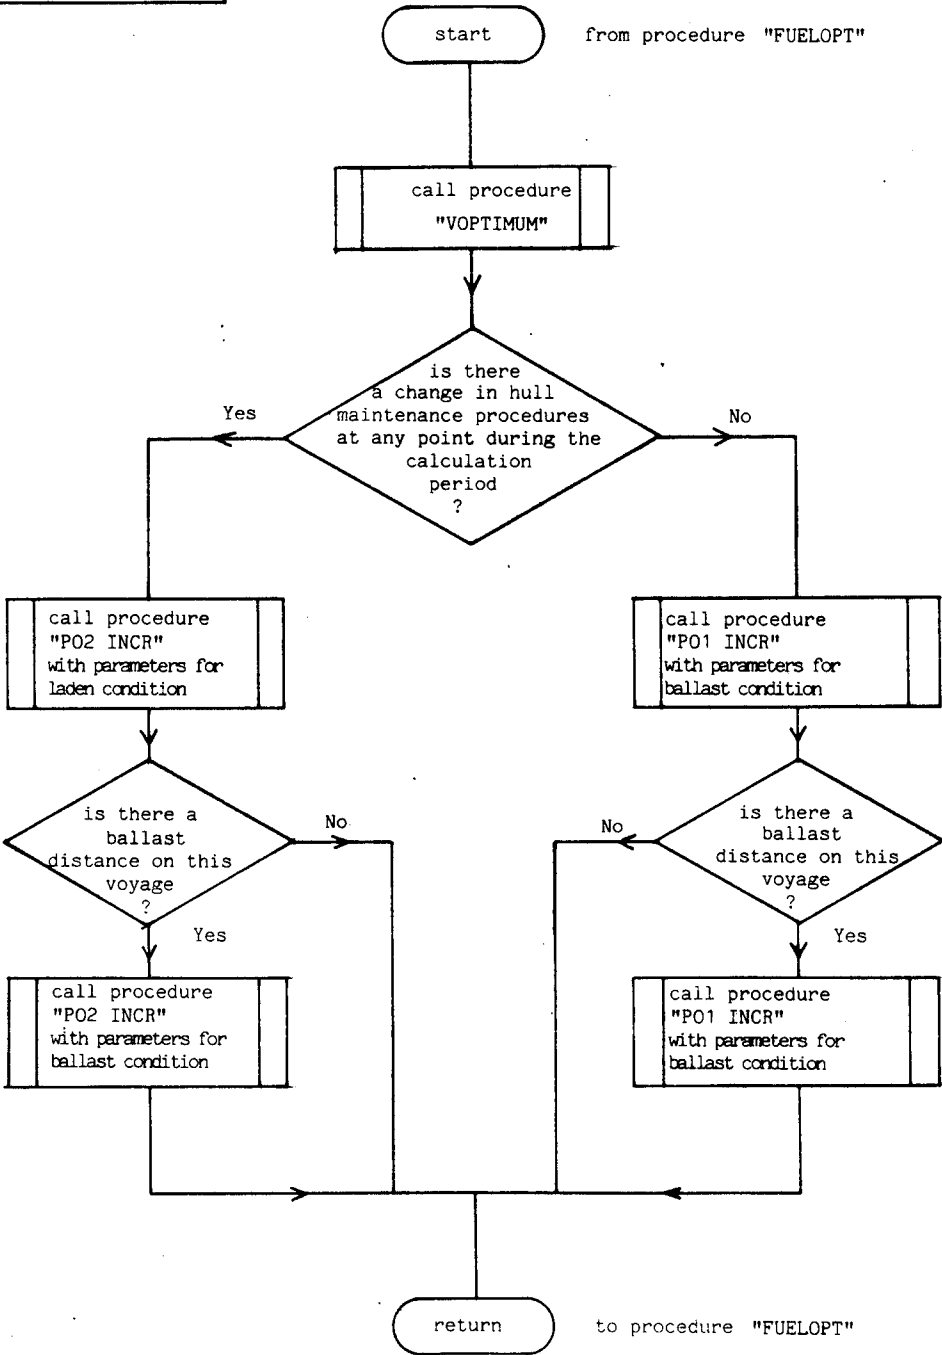 start
from procedure "FUELOPT"
call procedure
"VOPTIMUM"
is there
a change in hull
maintenance procedures
at any point during the
calculation
period
?
Yes
No
call procedure
"PO2 INCR"
with parameters for
laden condition
call procedure
"PO1 INCR"
with parameters for
ballast condition
is there a
ballast
distance on this
voyage
?
No
Yes
is there a
ballast
distance on this
voyage
?
No
Yes
call procedure
"PO2 INCR"
with parameters for
ballast condition
call procedure
"PO1 INCR"
with parameters for
ballast condition
return
to procedure "FUELOPT"